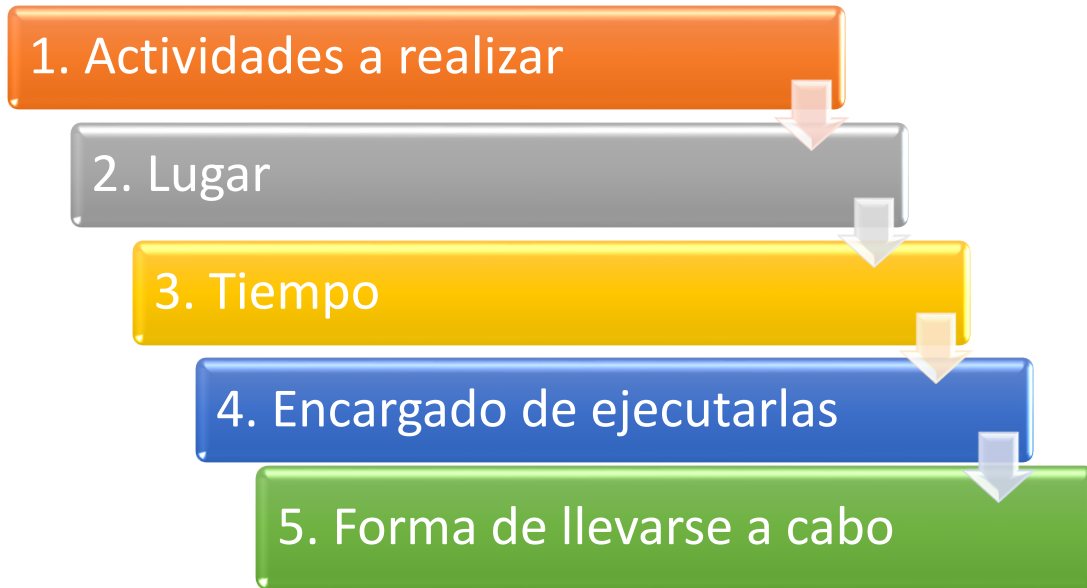 1. Actividades a realizar
2. Lugar
3. Tiempo
4. Encargado de ejecutarlas
5. Forma de llevarse a cabo